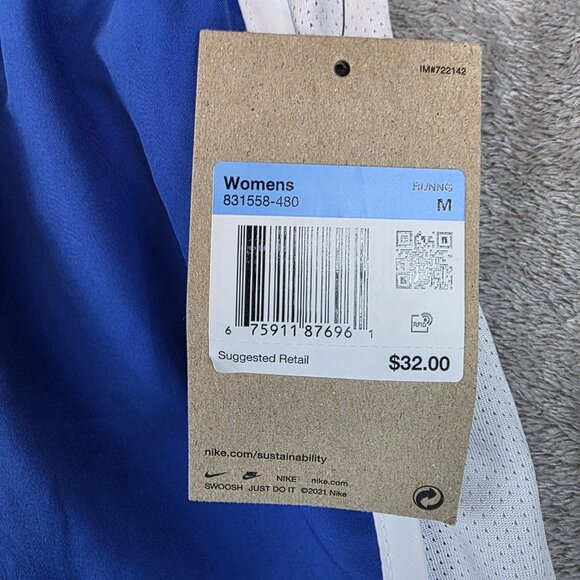 IM#722142
Womens RUNNG
831558-480 M
6 75911 87696 1
RFID
Suggested Retail $32.00
nike.com/sustainability
NIKE nike.com
SWOOSH JUST DO IT ©2021 Nike